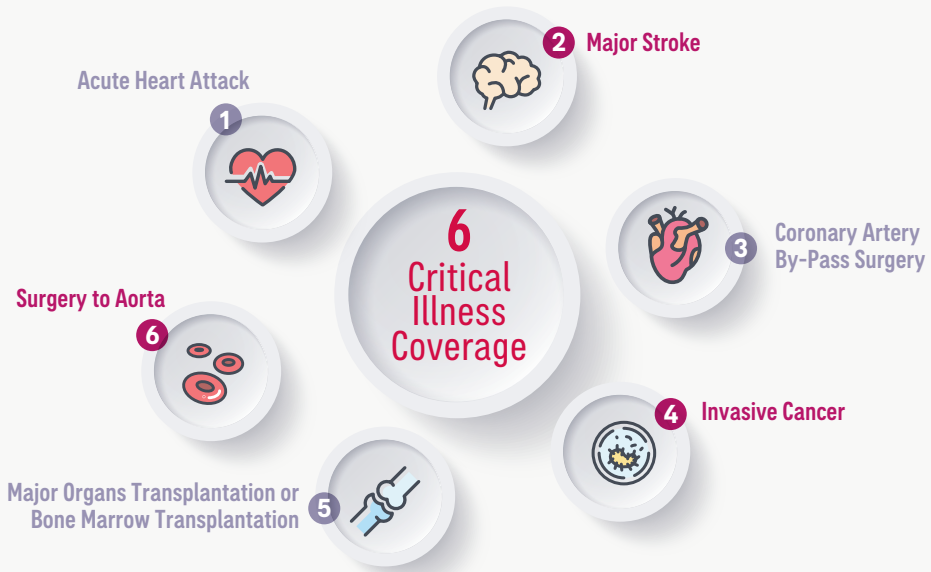 6
Critical
Illness
Coverage
1
Acute Heart Attack
2
Major Stroke
3
Coronary Artery
By-Pass Surgery
4
Invasive Cancer
5
Major Organs Transplantation or
Bone Marrow Transplantation
6
Surgery to Aorta